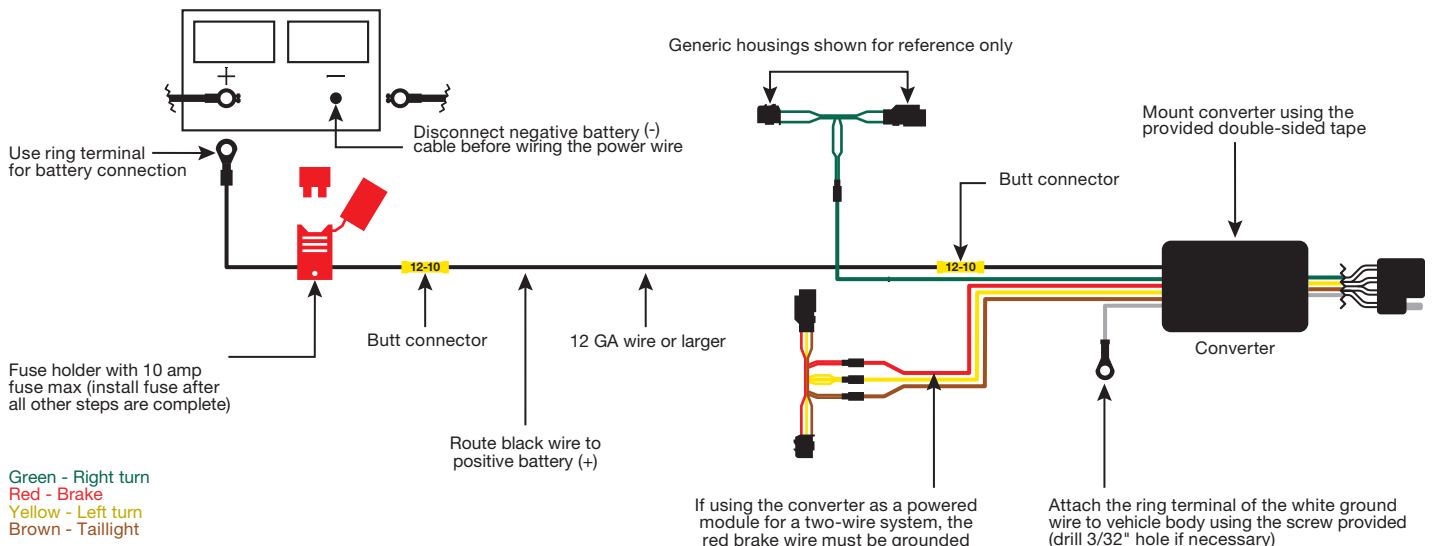 Generic housings shown for reference only
+
−
Disconnect negative battery (-)
cable before wiring the power wire
Use ring terminal
for battery connection
Mount converter using the
provided double-sided tape
Butt connector
12-10
12-10
Butt connector
12 GA wire or larger
Converter
Fuse holder with 10 amp
fuse max (install fuse after
all other steps are complete)
Route black wire to
positive battery (+)
Green - Right turn
Red - Brake
Yellow - Left turn
Brown - Taillight
If using the converter as a powered
module for a two-wire system, the
red brake wire must be grounded
Attach the ring terminal of the white ground
wire to vehicle body using the screw provided
(drill 3/32" hole if necessary)